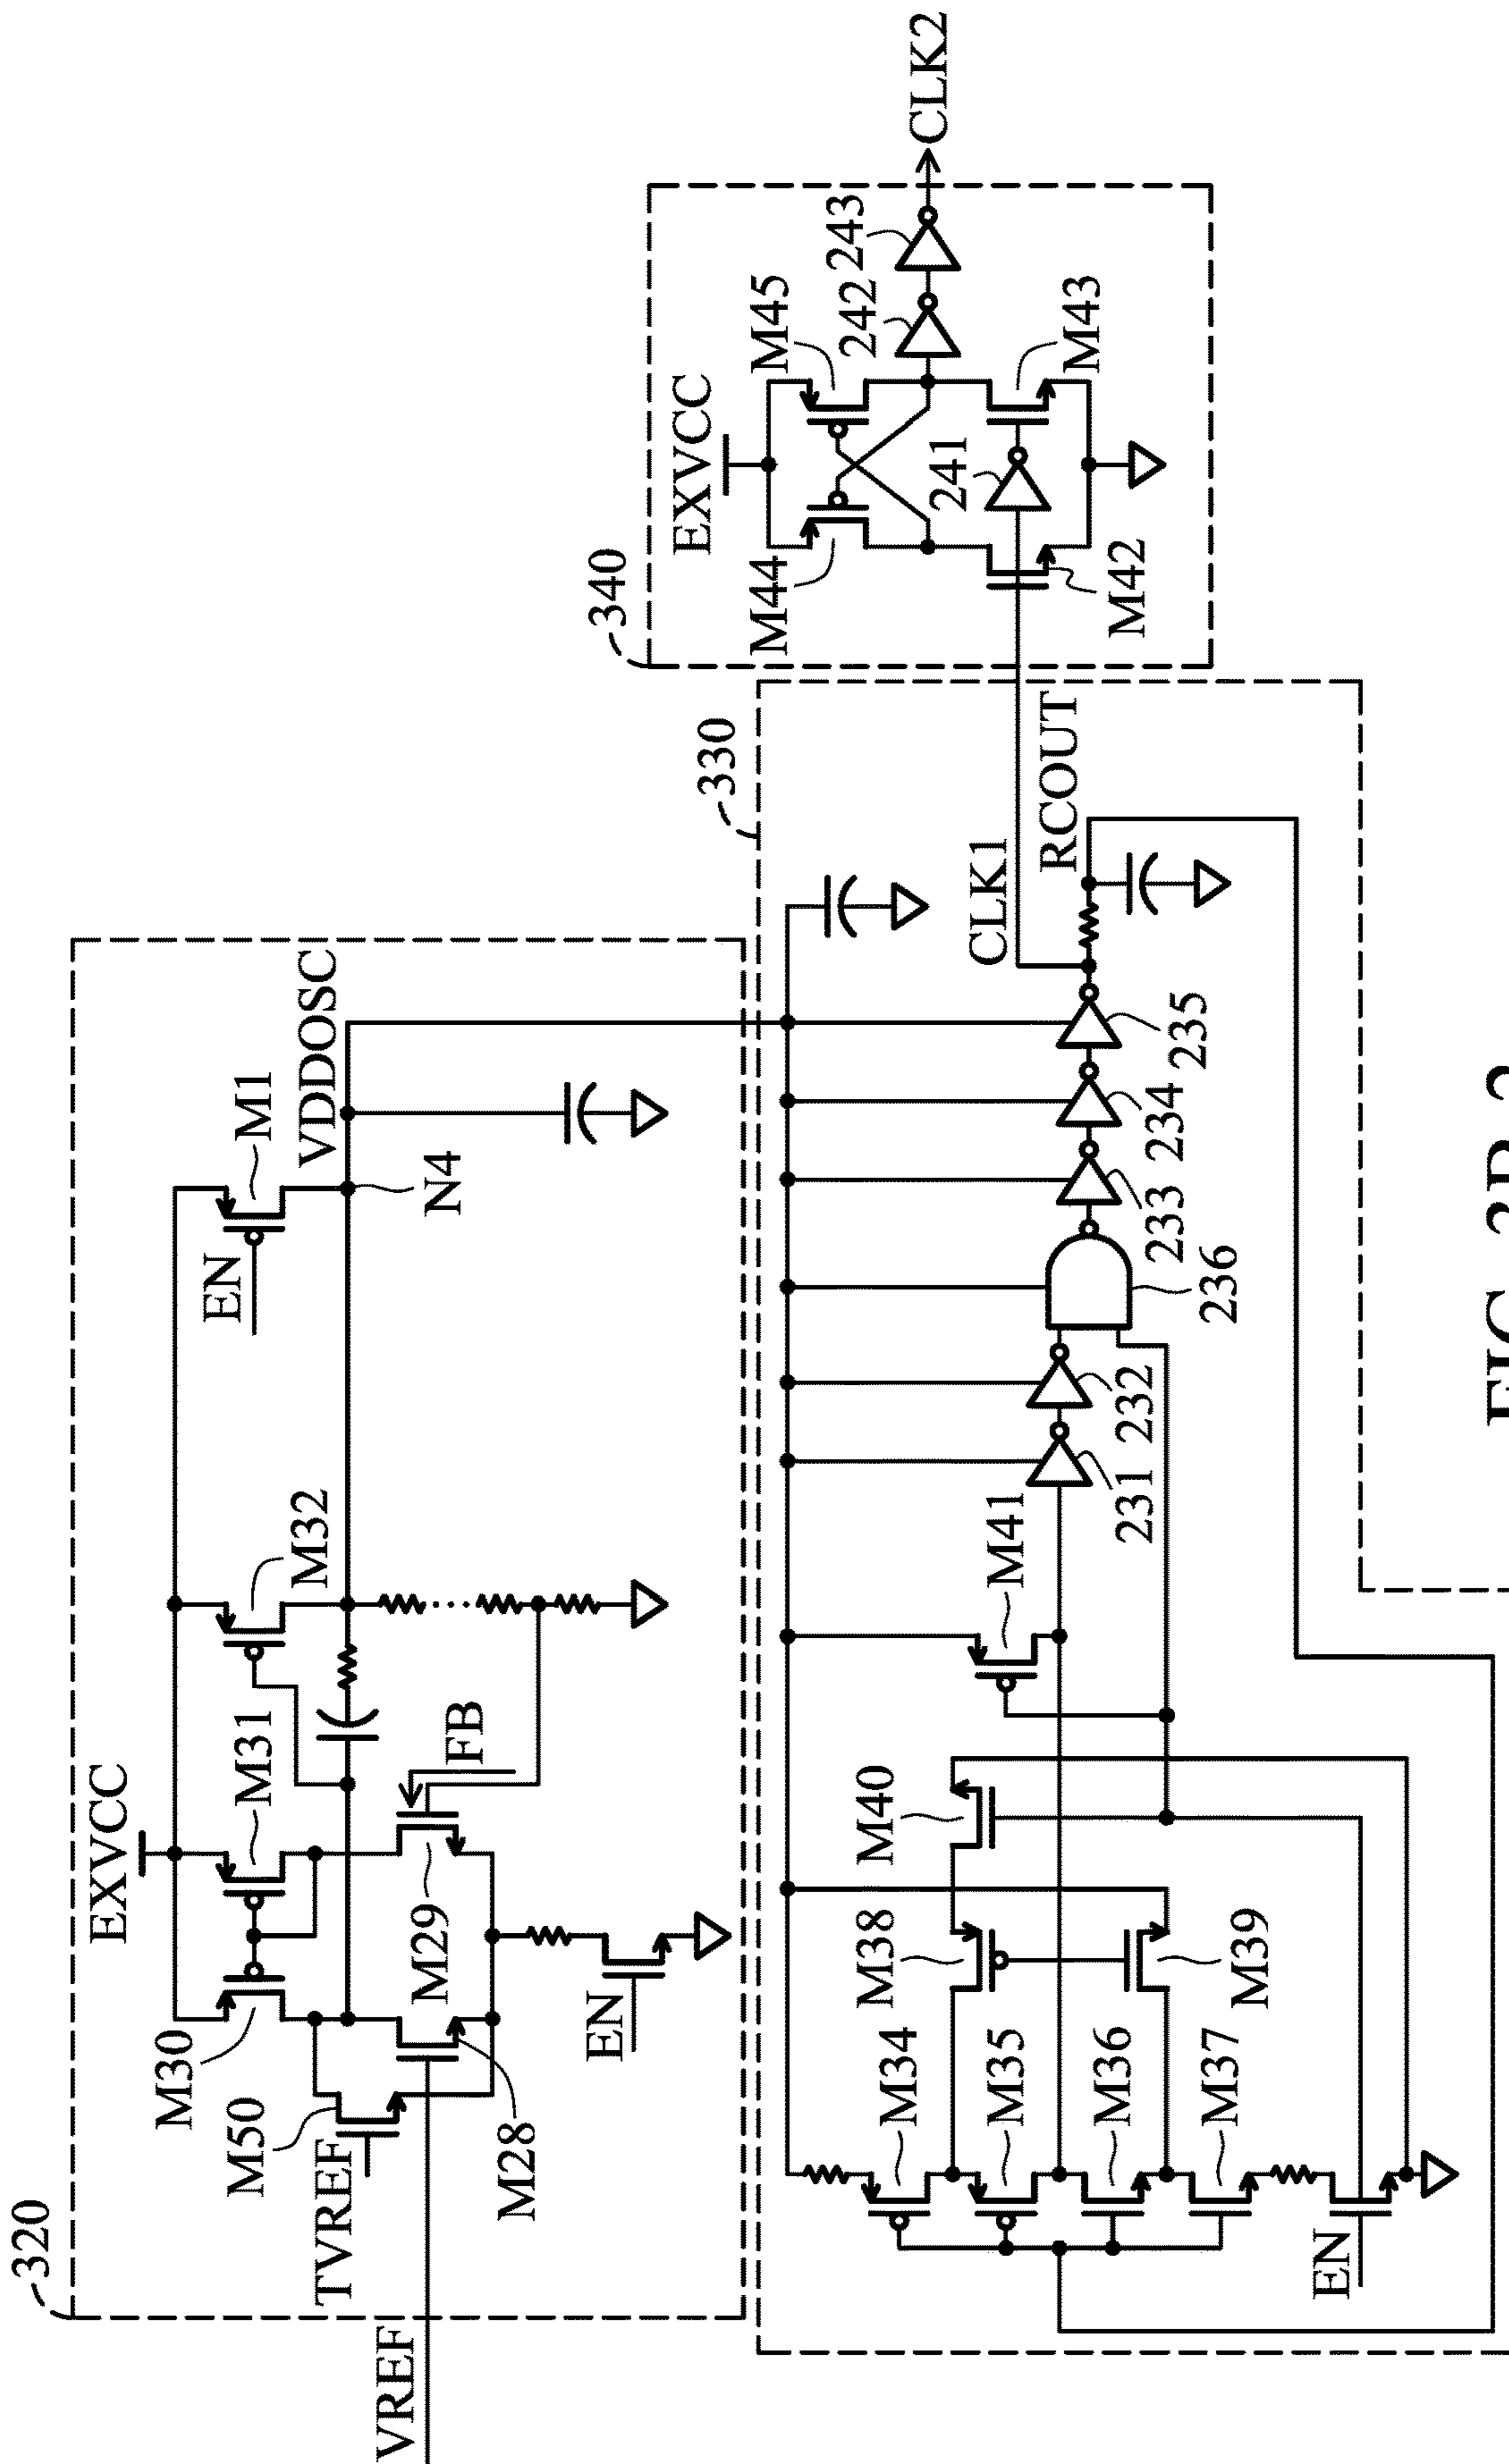 320
EXVCC
M30
M31
M32
EN
M1
VDDOSC
M50
TVREF
M29
FB
N4
M28
EN
VREF
330
M34
M38
M40
M41
M35
M36
M39
M37
EN
231
232
236
233
234
235
CLK1
RCOUT
340
EXVCC
M44
M45
241
242
243
M42
M43
CLK2